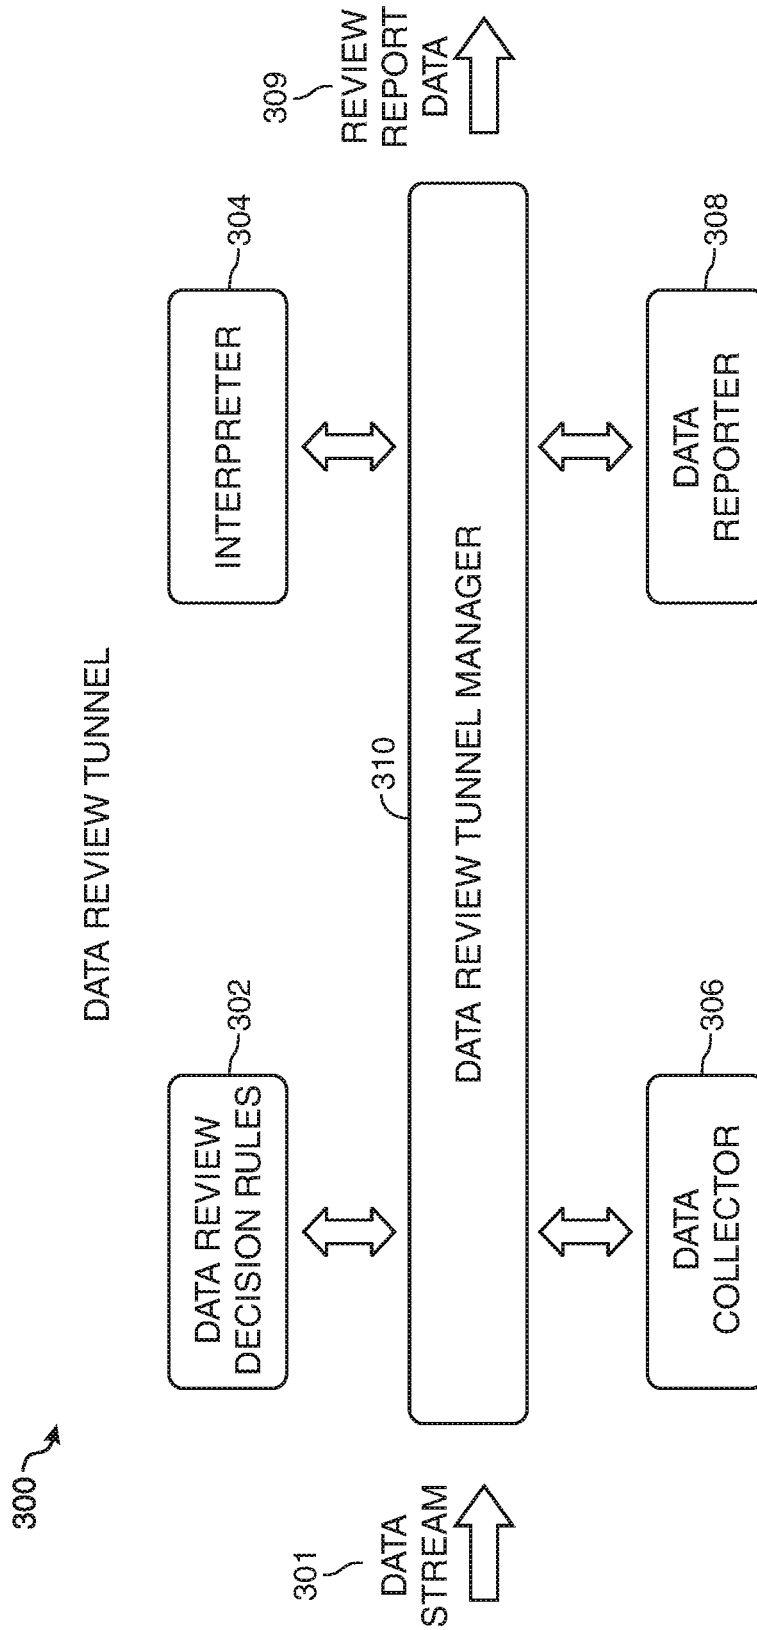 300
DATA REVIEW TUNNEL
302
DATA REVIEW
DECISION RULES
304
INTERPRETER
301
DATA
STREAM
310
DATA REVIEW TUNNEL MANAGER
309
REVIEW
REPORT
DATA
306
DATA
COLLECTOR
308
DATA
REPORTER